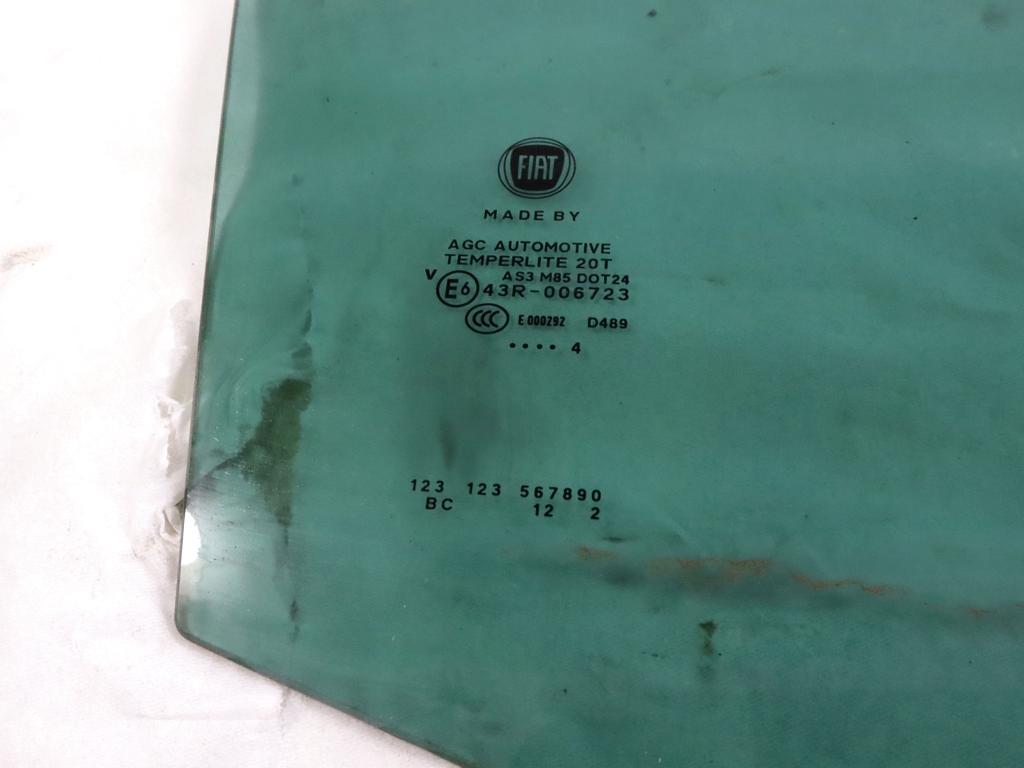 FIAT
MADE BY
AGC AUTOMOTIVE
TEMPERLITE 20T
AS3 M85 DOT24
V E6 43R-006723
CCC E 000292 D489
•••• 4
123 123 567890
BC 12 2